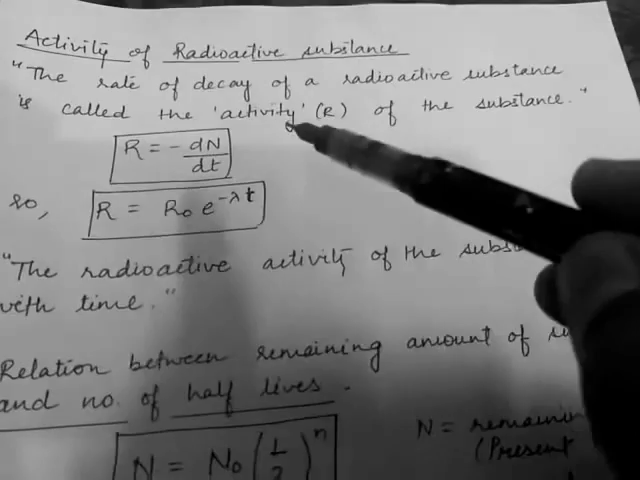 Activity of Radioactive substance
"The rate of decay of a radioactive substance
is called the 'activity' (R) of the substance."
R = - dN/dt
so, R = R₀ e^-λt
"The radioactive activity of the
with time."
Relation between remaining amount of
and no. of half lives.
N = remaining
(Present
N = N₀ (1/2)^n